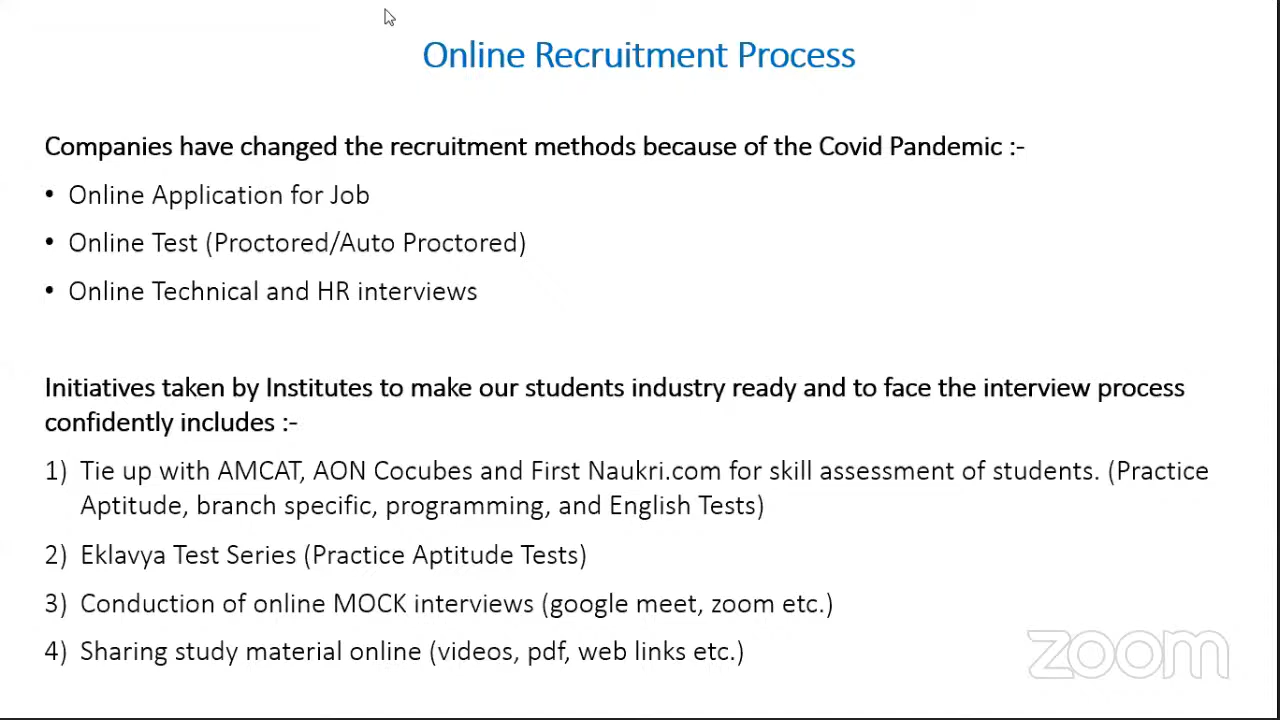 Online Recruitment Process
Companies have changed the recruitment methods because of the Covid Pandemic :-
• Online Application for Job
• Online Test (Proctored/Auto Proctored)
• Online Technical and HR interviews
Initiatives taken by Institutes to make our students industry ready and to face the interview process
confidently includes :-
1) Tie up with AMCAT, AON Cocubes and First Naukri.com for skill assessment of students. (Practice
Aptitude, branch specific, programming, and English Tests)
2) Eklavya Test Series (Practice Aptitude Tests)
3) Conduction of online MOCK interviews (google meet, zoom etc.)
4) Sharing study material online (videos, pdf, web links etc.)
zoom